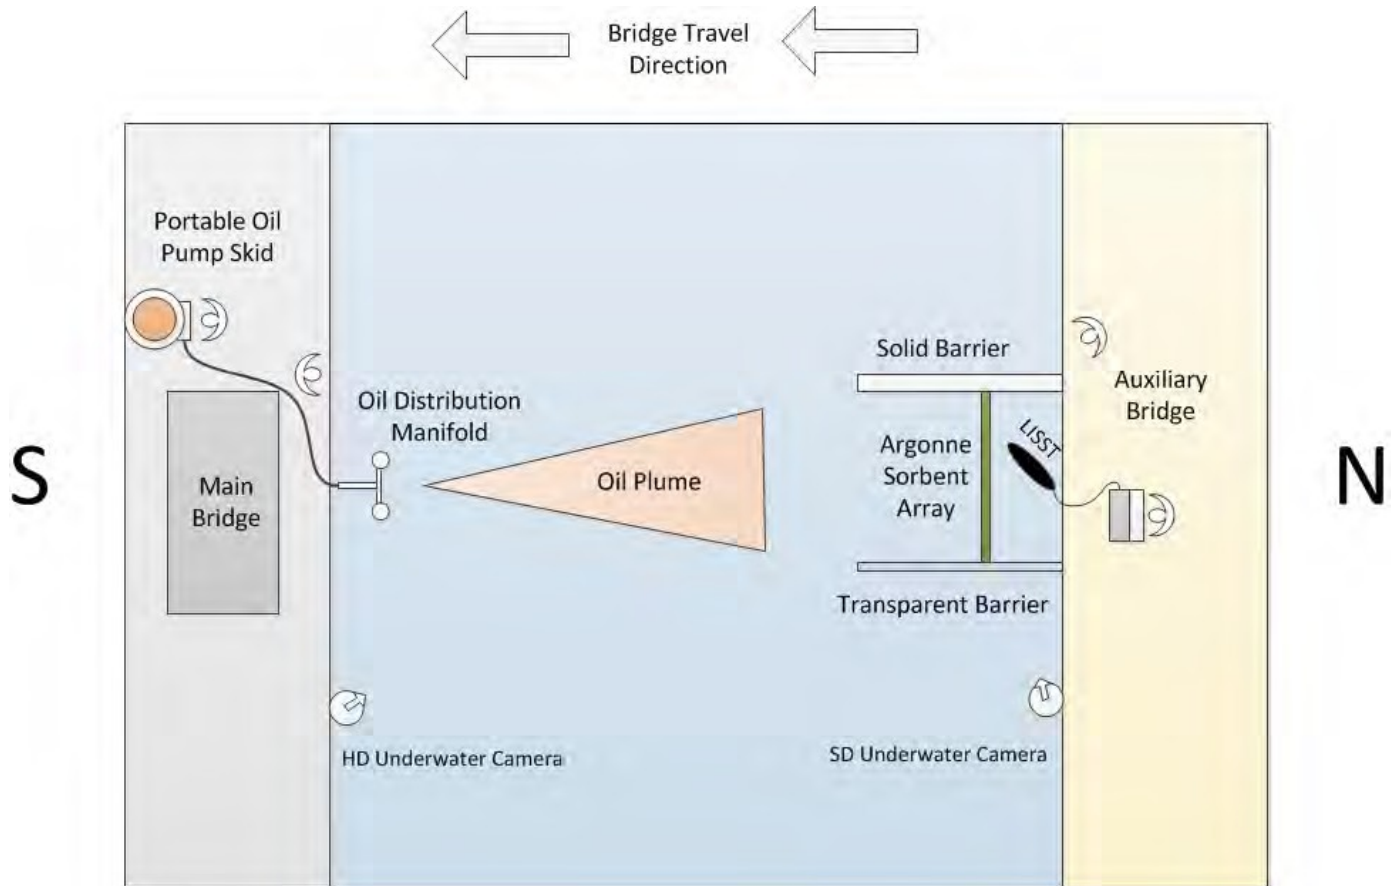 Bridge Travel
Direction
Portable Oil
Pump Skid
Solid Barrier
Auxiliary
Bridge
Oil Distribution
Manifold
LISST
Argonne
Sorbent
Array
S
Main
Bridge
Oil Plume
N
Transparent Barrier
HD Underwater Camera
SD Underwater Camera